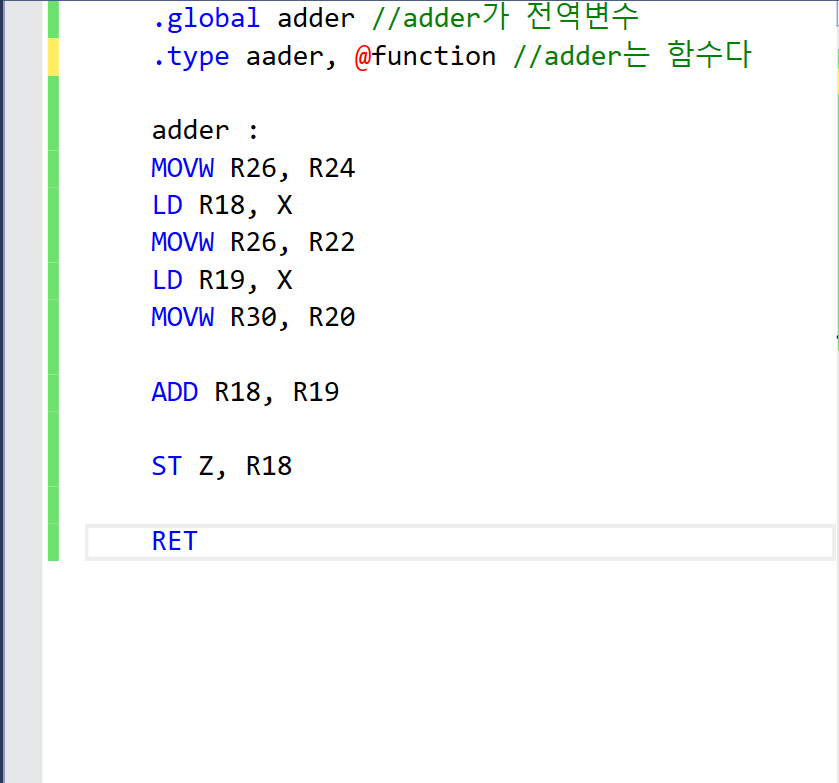 .global adder //adder가 전역변수
.type aader, @function //adder는 함수다
adder :
MOVW R26, R24
LD R18, X
MOVW R26, R22
LD R19, X
MOVW R30, R20
ADD R18, R19
ST Z, R18
RET